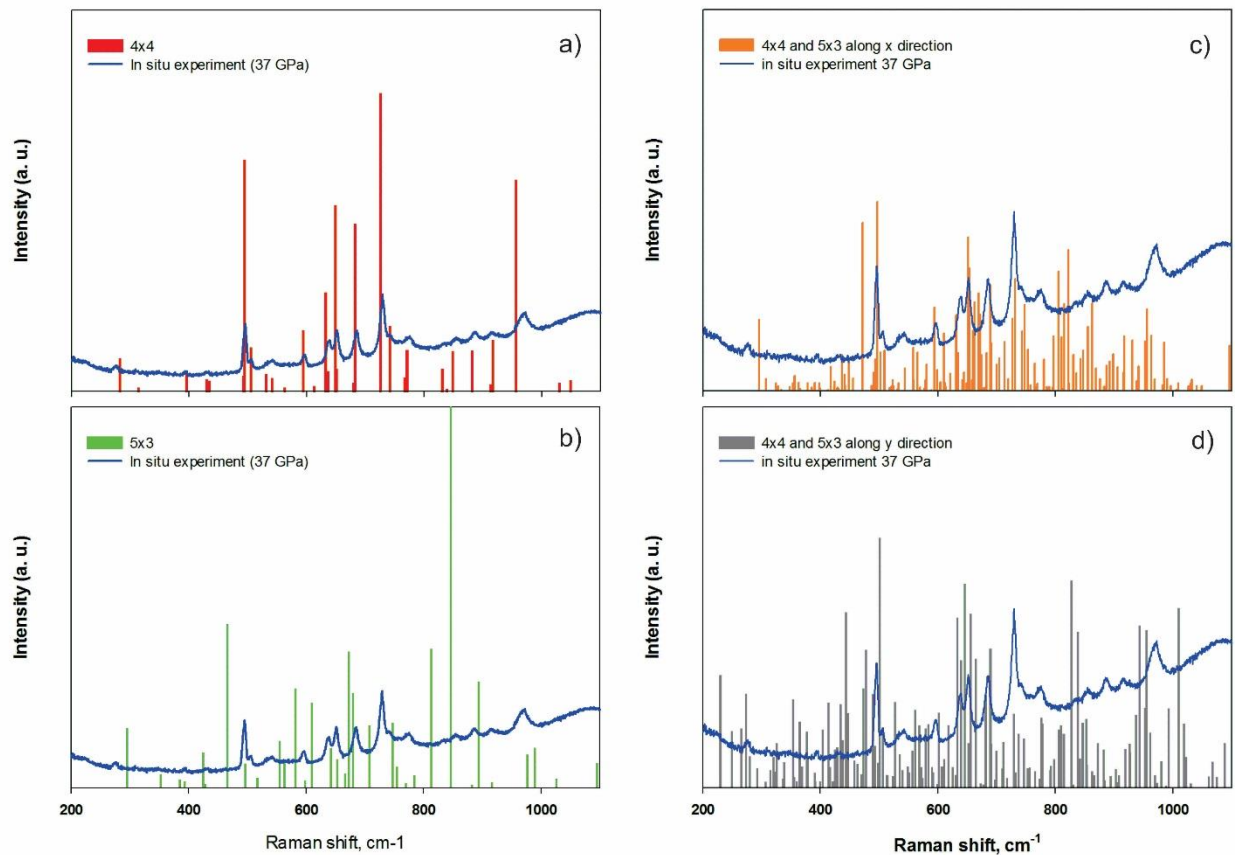 Intensity (a. u.)
4x4
In situ experiment (37 GPa)
a)
Intensity (a. u.)
4x4 and 5x3 along x direction
in situ experiment 37 GPa
c)
Intensity (a. u.)
5x3
In situ experiment (37 GPa)
b)
200 400 600 800 1000
Raman shift, cm-1
Intensity (a. u.)
4x4 and 5x3 along y direction
in situ experiment 37 GPa
d)
200 400 600 800 1000
Raman shift, cm⁻¹